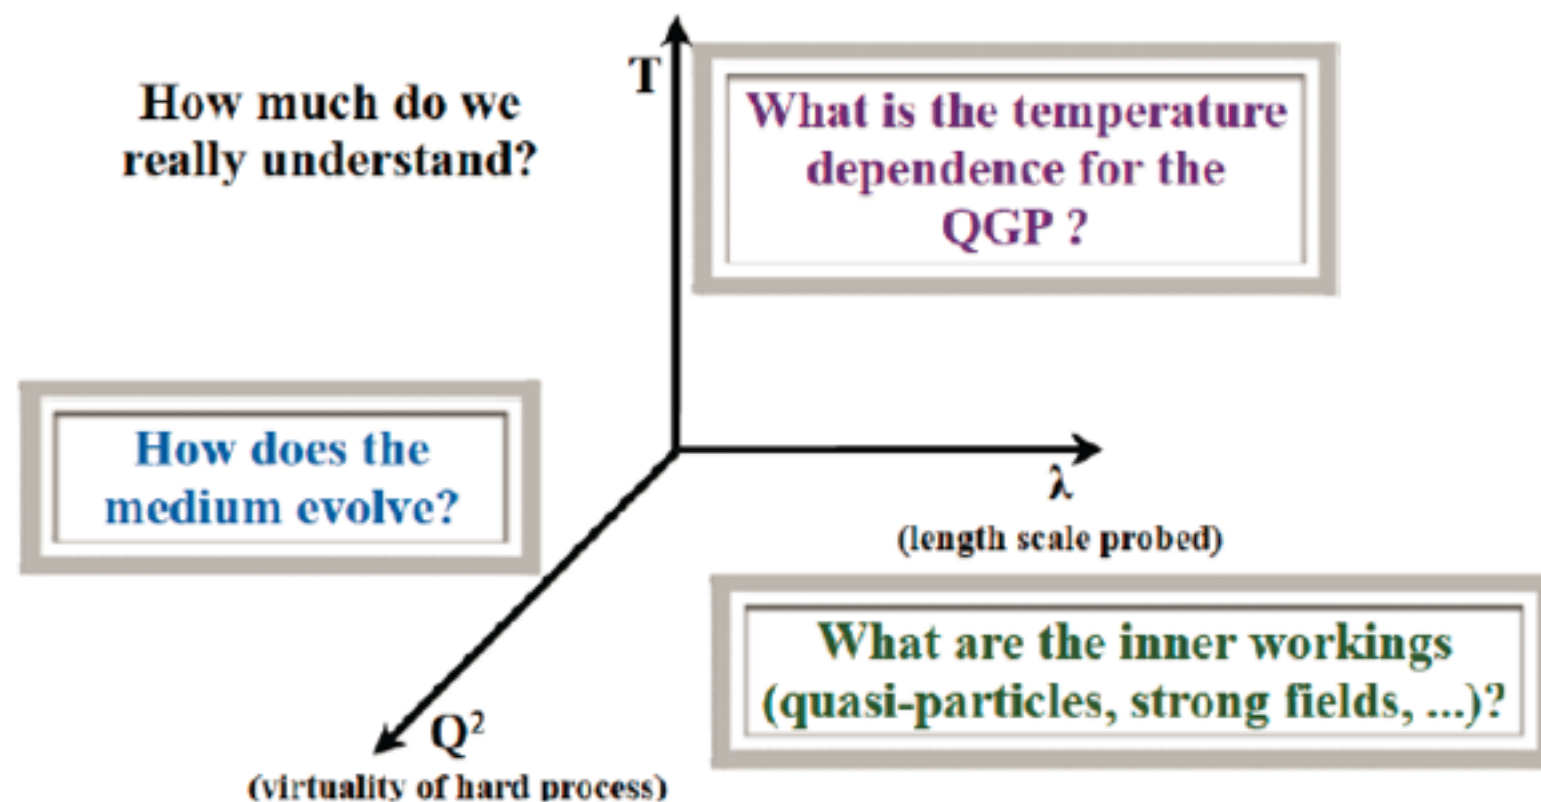 How much do we
really understand?
T
What is the temperature
dependence for the
QGP ?
How does the
medium evolve?
λ
(length scale probed)
What are the inner workings
(quasi-particles, strong fields, ...)?
Q²
(virtuality of hard process)